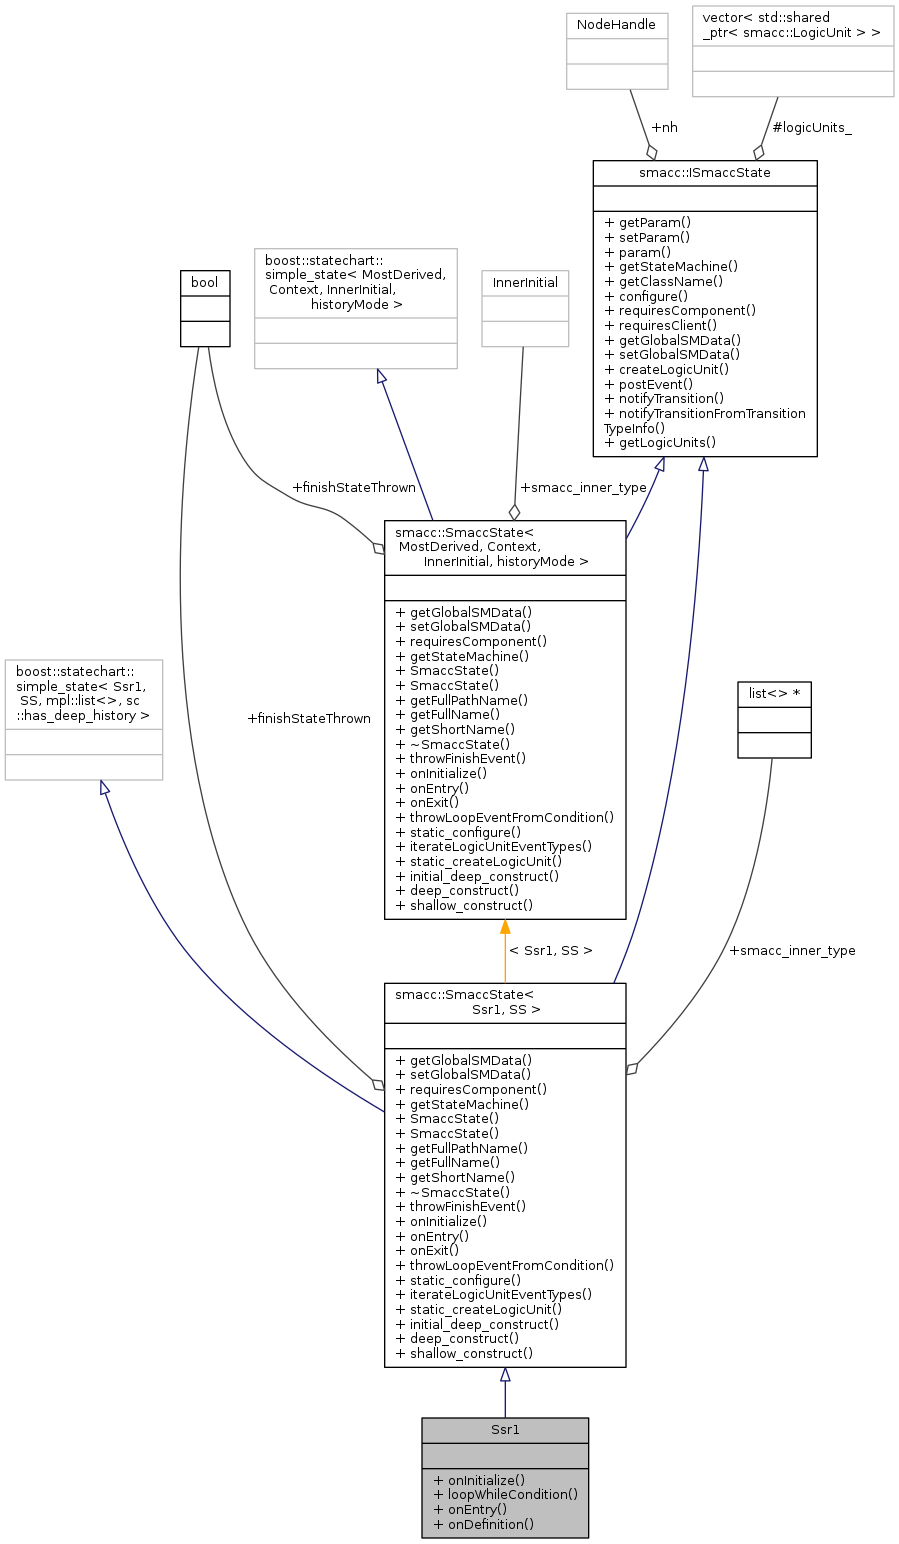 NodeHandle
vector< std::shared
_ptr< smacc::LogicUnit > >
+nh
#logicUnits_
smacc::ISmaccState
+ getParam()
+ setParam()
+ param()
+ getStateMachine()
+ getClassName()
+ configure()
+ requiresComponent()
+ requiresClient()
+ getGlobalSMData()
+ setGlobalSMData()
+ createLogicUnit()
+ postEvent()
+ notifyTransition()
+ notifyTransitionFromTransition
TypeInfo()
+ getLogicUnits()
bool
boost::statechart::
simple_state< MostDerived,
Context, InnerInitial,
historyMode >
InnerInitial
+finishStateThrown
+smacc_inner_type
smacc::SmaccState<
MostDerived, Context,
InnerInitial, historyMode >
+ getGlobalSMData()
+ setGlobalSMData()
+ requiresComponent()
+ getStateMachine()
+ SmaccState()
+ SmaccState()
+ getFullPathName()
+ getFullName()
+ getShortName()
+ ~SmaccState()
+ throwFinishEvent()
+ onInitialize()
+ onEntry()
+ onExit()
+ throwLoopEventFromCondition()
+ static_configure()
+ iterateLogicUnitEventTypes()
+ static_createLogicUnit()
+ initial_deep_construct()
+ deep_construct()
+ shallow_construct()
boost::statechart::
simple_state< Ssr1,
SS, mpl::list<>, sc
::has_deep_history >
+finishStateThrown
list<> *
< Ssr1, SS >
+smacc_inner_type
smacc::SmaccState<
Ssr1, SS >
+ getGlobalSMData()
+ setGlobalSMData()
+ requiresComponent()
+ getStateMachine()
+ SmaccState()
+ SmaccState()
+ getFullPathName()
+ getFullName()
+ getShortName()
+ ~SmaccState()
+ throwFinishEvent()
+ onInitialize()
+ onEntry()
+ onExit()
+ throwLoopEventFromCondition()
+ static_configure()
+ iterateLogicUnitEventTypes()
+ static_createLogicUnit()
+ initial_deep_construct()
+ deep_construct()
+ shallow_construct()
Ssr1
+ onInitialize()
+ loopWhileCondition()
+ onEntry()
+ onDefinition()